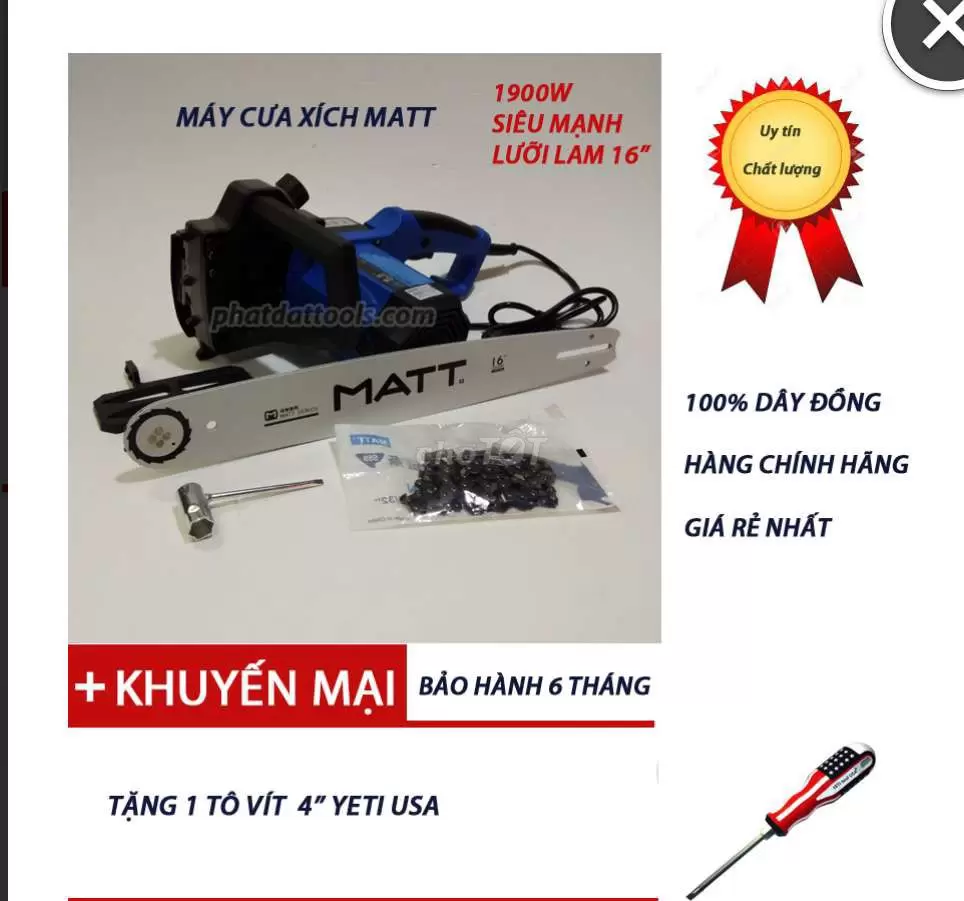 MÁY CƯA XÍCH MATT
1900W
SIÊU MẠNH
LƯỠI LAM 16”
Uy tín
Chất lượng
phatdattools.com
MATT
16"
100% DÂY ĐỒNG
HÀNG CHÍNH HÃNG
GIÁ RẺ NHẤT
choTỐT
MATT
+ KHUYẾN MẠI
BẢO HÀNH 6 THÁNG
TẶNG 1 TÔ VÍT 4” YETI USA